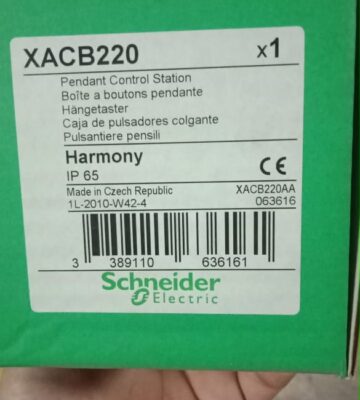 XACB220 x1
Pendant Control Station
Boîte a boutons pendante
Hängetaster
Caja de pulsadores colgante
Pulsantiere pensili
Harmony
IP 65 CE
Made in Czech Republic XACB220AA
1L-2010-W42-4 063616
3 389110 636161
Schneider
Electric